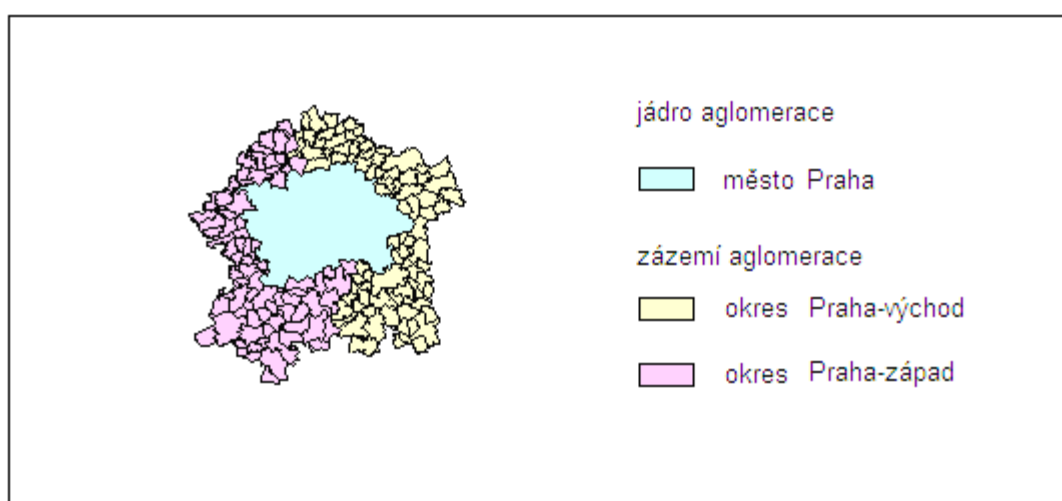 jádro aglomerace
město Praha
zázemí aglomerace
okres Praha-východ
okres Praha-západ